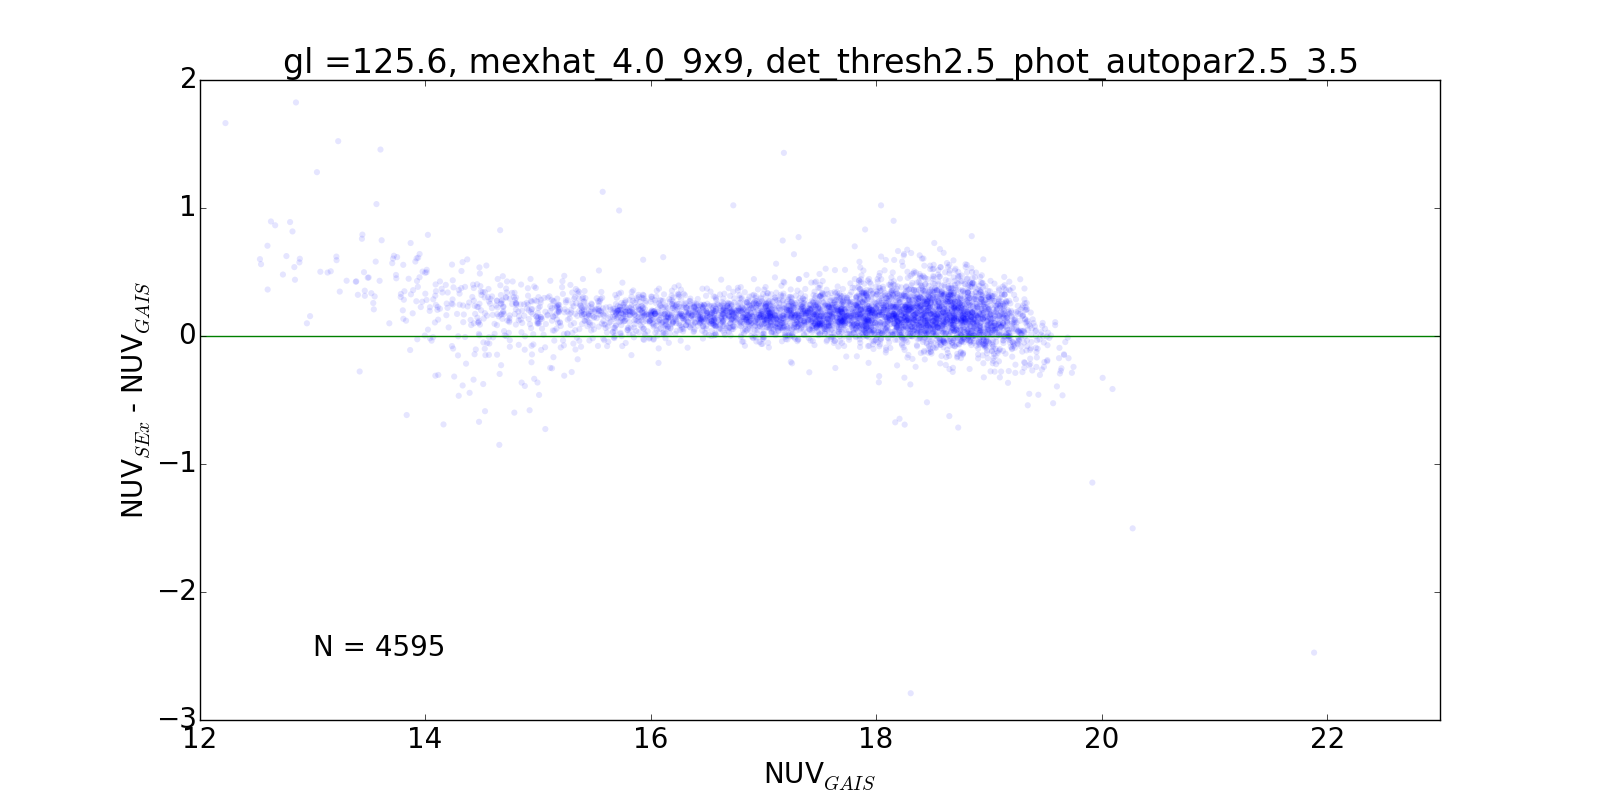 gl =125.6, mexhat_4.0_9x9, det_thresh2.5_phot_autopar2.5_3.5
2
1
0
−1
−2
−3
NUV_SEx - NUV_GAIS
N = 4595
12 14 16 18 20 22
NUV_GAIS